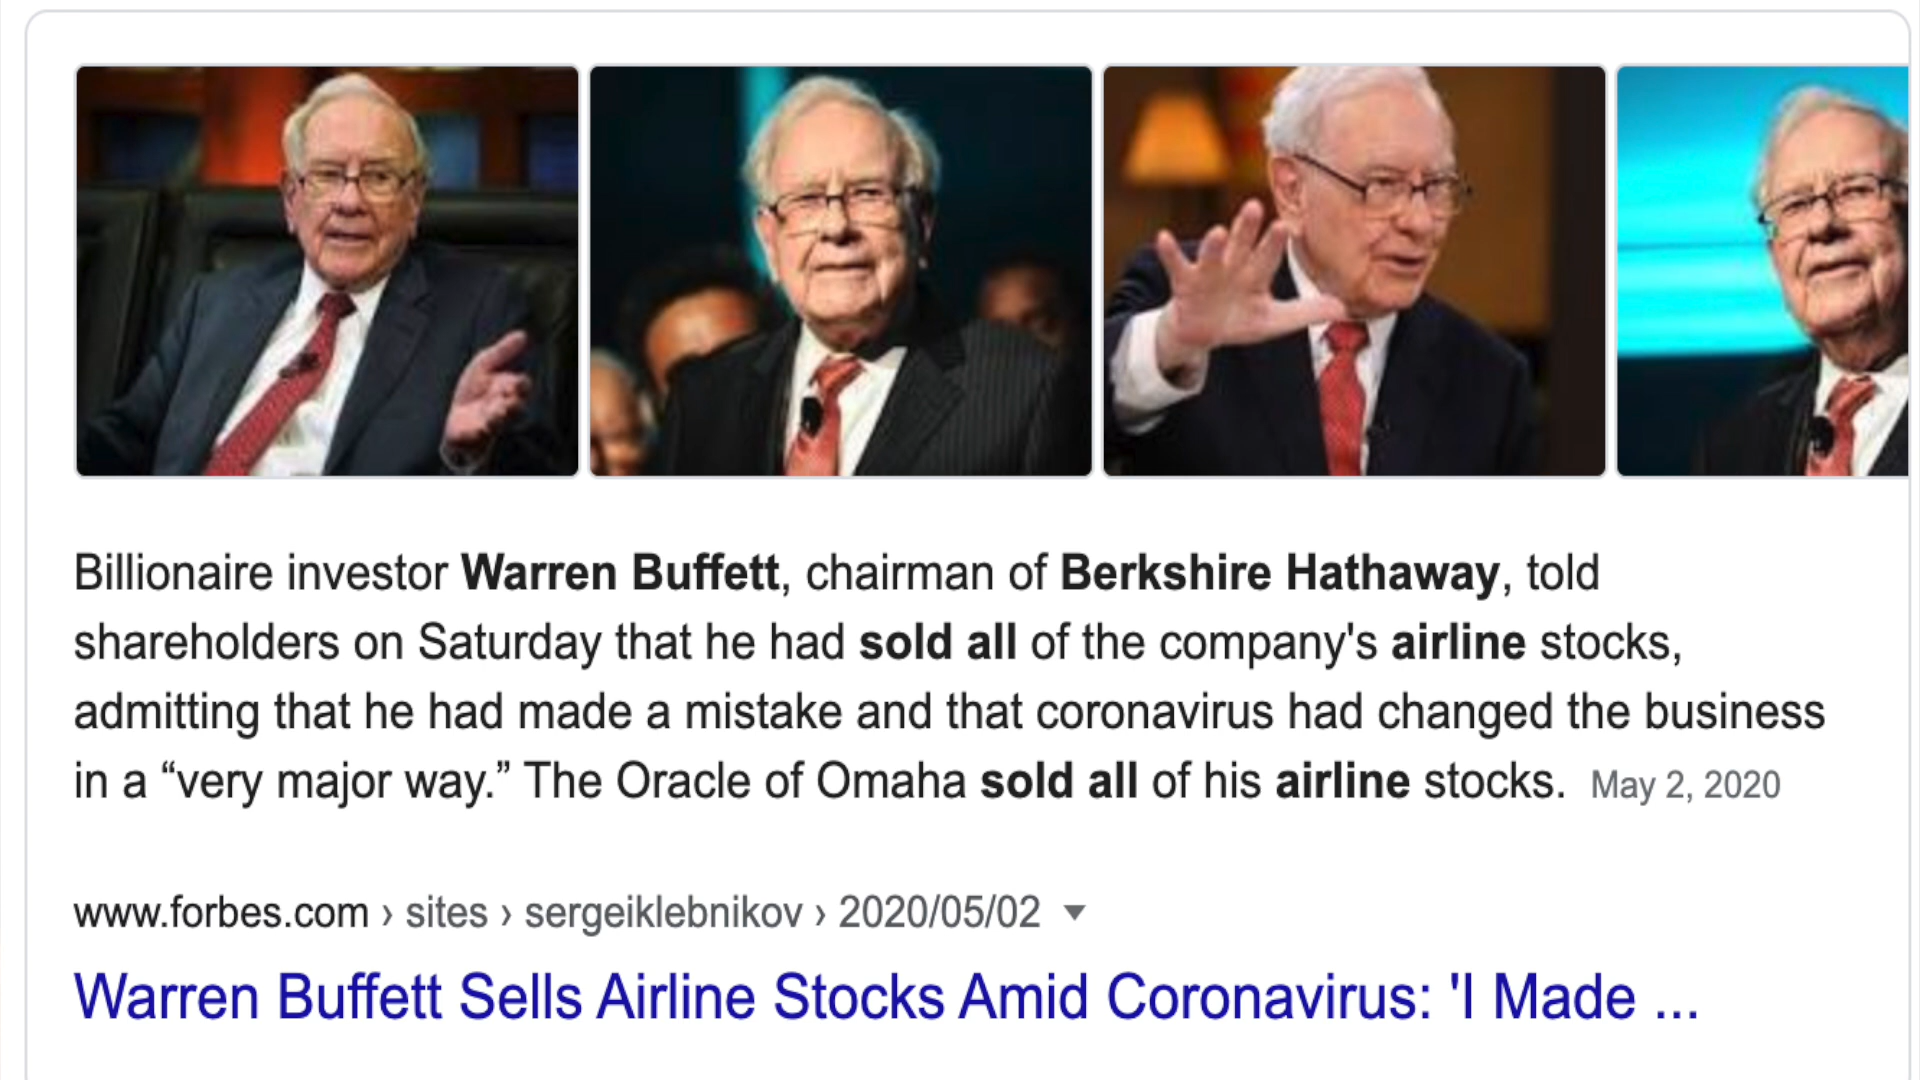 Billionaire investor Warren Buffett, chairman of Berkshire Hathaway, told
shareholders on Saturday that he had sold all of the company's airline stocks,
admitting that he had made a mistake and that coronavirus had changed the business
in a “very major way.” The Oracle of Omaha sold all of his airline stocks. May 2, 2020
www.forbes.com › sites › sergeiklebnikov › 2020/05/02
Warren Buffett Sells Airline Stocks Amid Coronavirus: 'I Made ...